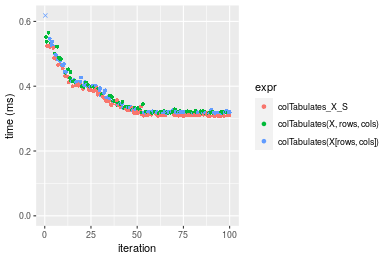 0.6
0.4
0.2
0.0
time (ms)
0
25
50
75
100
iteration
expr
colTabulates_X_S
colTabulates(X, rows, cols)
colTabulates(X[rows, cols])